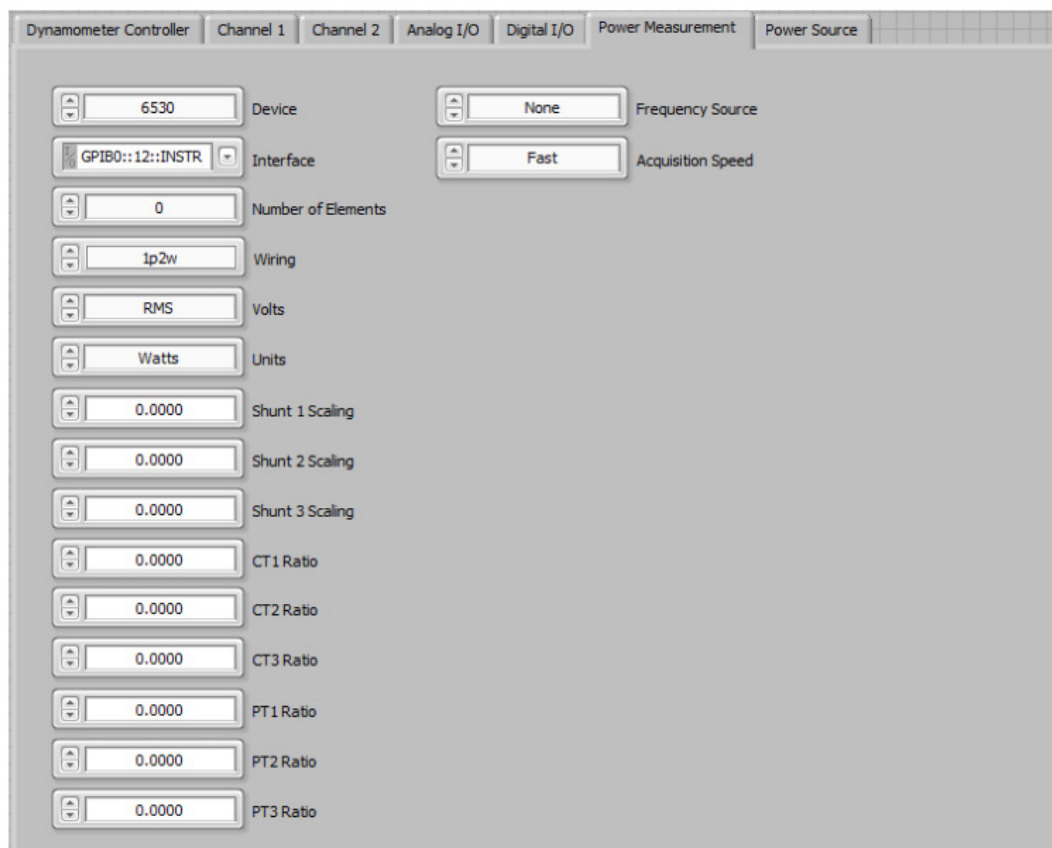 Dynamometer Controller Channel 1 Channel 2 Analog I/O Digital I/O Power Measurement Power Source
6530 Device None Frequency Source
I/O GPIB0::12::INSTR Interface Fast Acquisition Speed
0 Number of Elements
1p2w Wiring
RMS Volts
Watts Units
0.0000 Shunt 1 Scaling
0.0000 Shunt 2 Scaling
0.0000 Shunt 3 Scaling
0.0000 CT1 Ratio
0.0000 CT2 Ratio
0.0000 CT3 Ratio
0.0000 PT1 Ratio
0.0000 PT2 Ratio
0.0000 PT3 Ratio